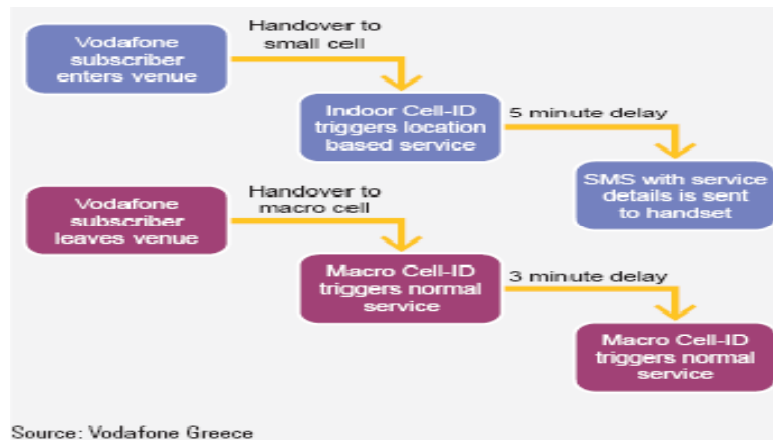 Vodafone
subscriber
enters venue
Handover to
small cell
Indoor Cell-ID
triggers location
based service
5 minute delay
SMS with service
details is sent
to handset
Vodafone
subscriber
leaves venue
Handover to
macro cell
Macro Cell-ID
triggers normal
service
3 minute delay
Macro Cell-ID
triggers normal
service
Source: Vodafone Greece